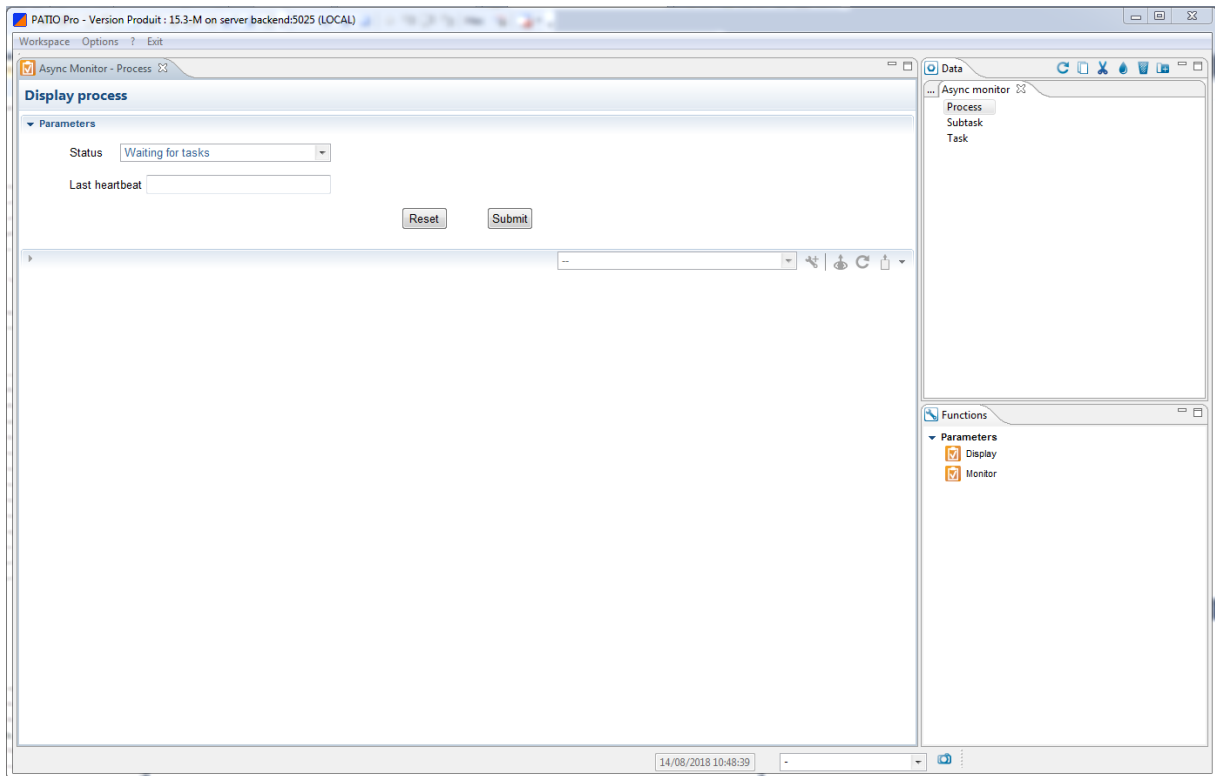 PATIO Pro - Version Produit : 15.3-M on server backend:5025 (LOCAL)
Workspace Options ? Exit
Async Monitor - Process
Display process
Parameters
Status Waiting for tasks
Last heartbeat
Reset Submit
--
Data
... Async monitor
Process
Subtask
Task
Functions
Parameters
Display
Monitor
14/08/2018 10:48:39 -